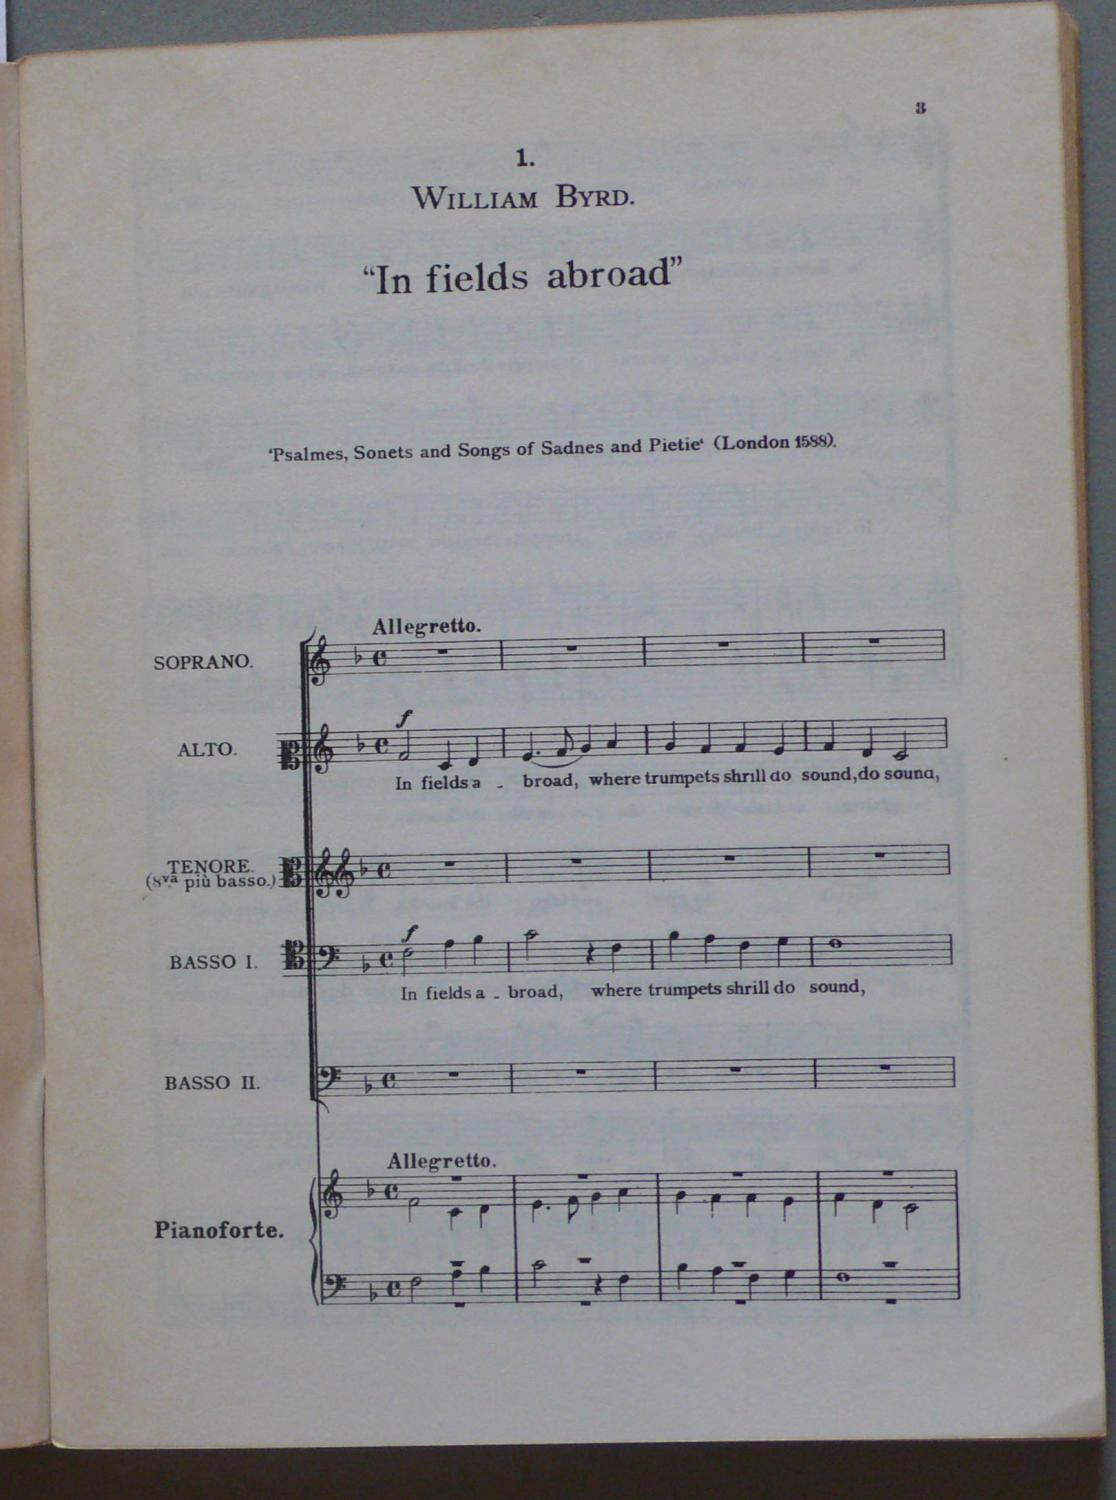 3
1.
WILLIAM BYRD.
“In fields abroad”
‘Psalmes, Sonets and Songs of Sadnes and Pietie‘ (London 1588).
Allegretto.
SOPRANO.
f
ALTO.
In fields a - broad, where trumpets shrill do sound, do sound,
TENORE.
(8va più basso.)
f
BASSO I.
In fields a - broad, where trumpets shrill do sound,
BASSO II.
Allegretto.
Pianoforte.